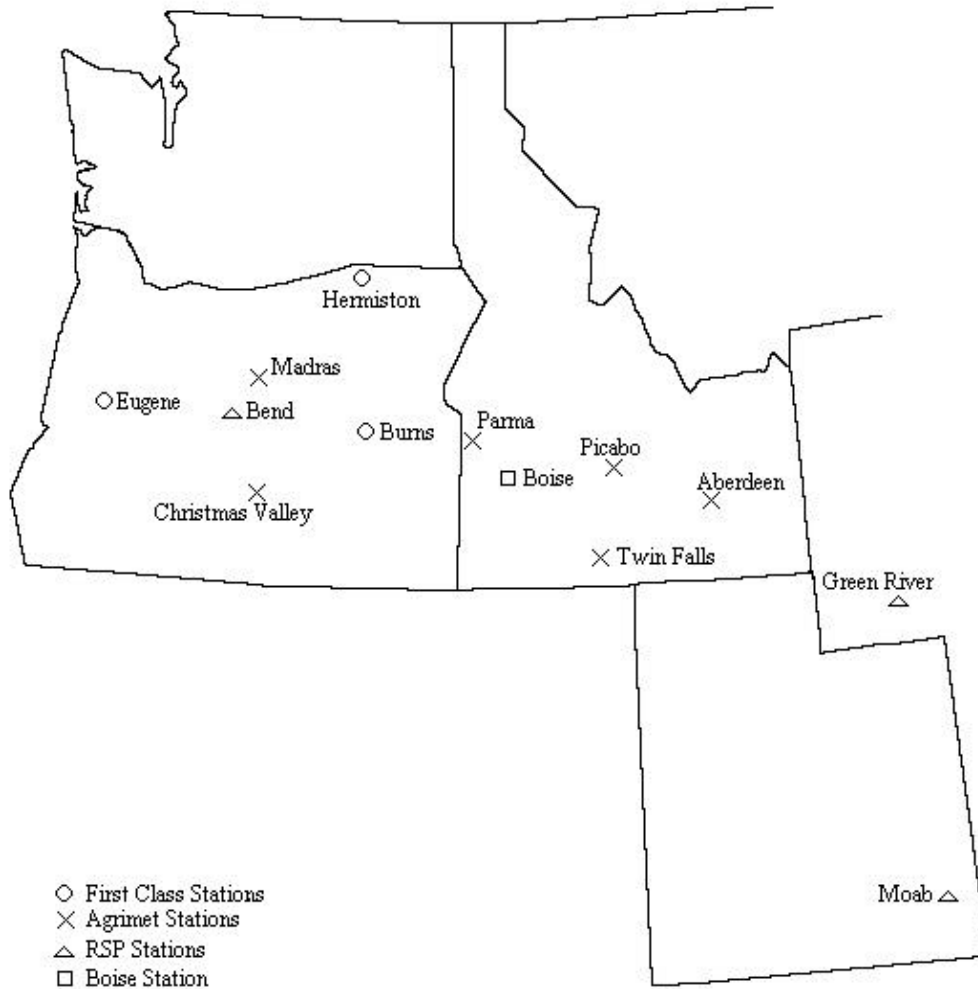 Hermiston
Madras
Eugene
Bend
Burns
Parma
Picabo
Boise
Aberdeen
Christmas Valley
Twin Falls
Green River
Moab
First Class Stations
Agrimet Stations
RSP Stations
Boise Station